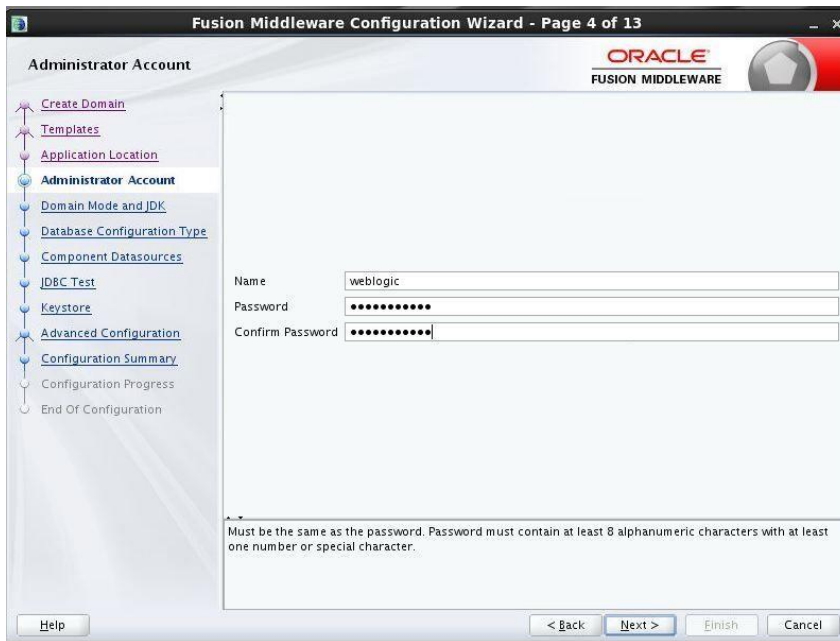 Fusion Middleware Configuration Wizard - Page 4 of 13
Administrator Account
ORACLE
FUSION MIDDLEWARE
Create Domain
Templates
Application Location
Administrator Account
Domain Mode and JDK
Database Configuration Type
Component Datasources
JDBC Test
Keystore
Advanced Configuration
Configuration Summary
Configuration Progress
End Of Configuration
Name weblogic
Password •••••••••••
Confirm Password •••••••••••
Must be the same as the password. Password must contain at least 8 alphanumeric characters with at least
one number or special character.
Help < Back Next > Finish Cancel